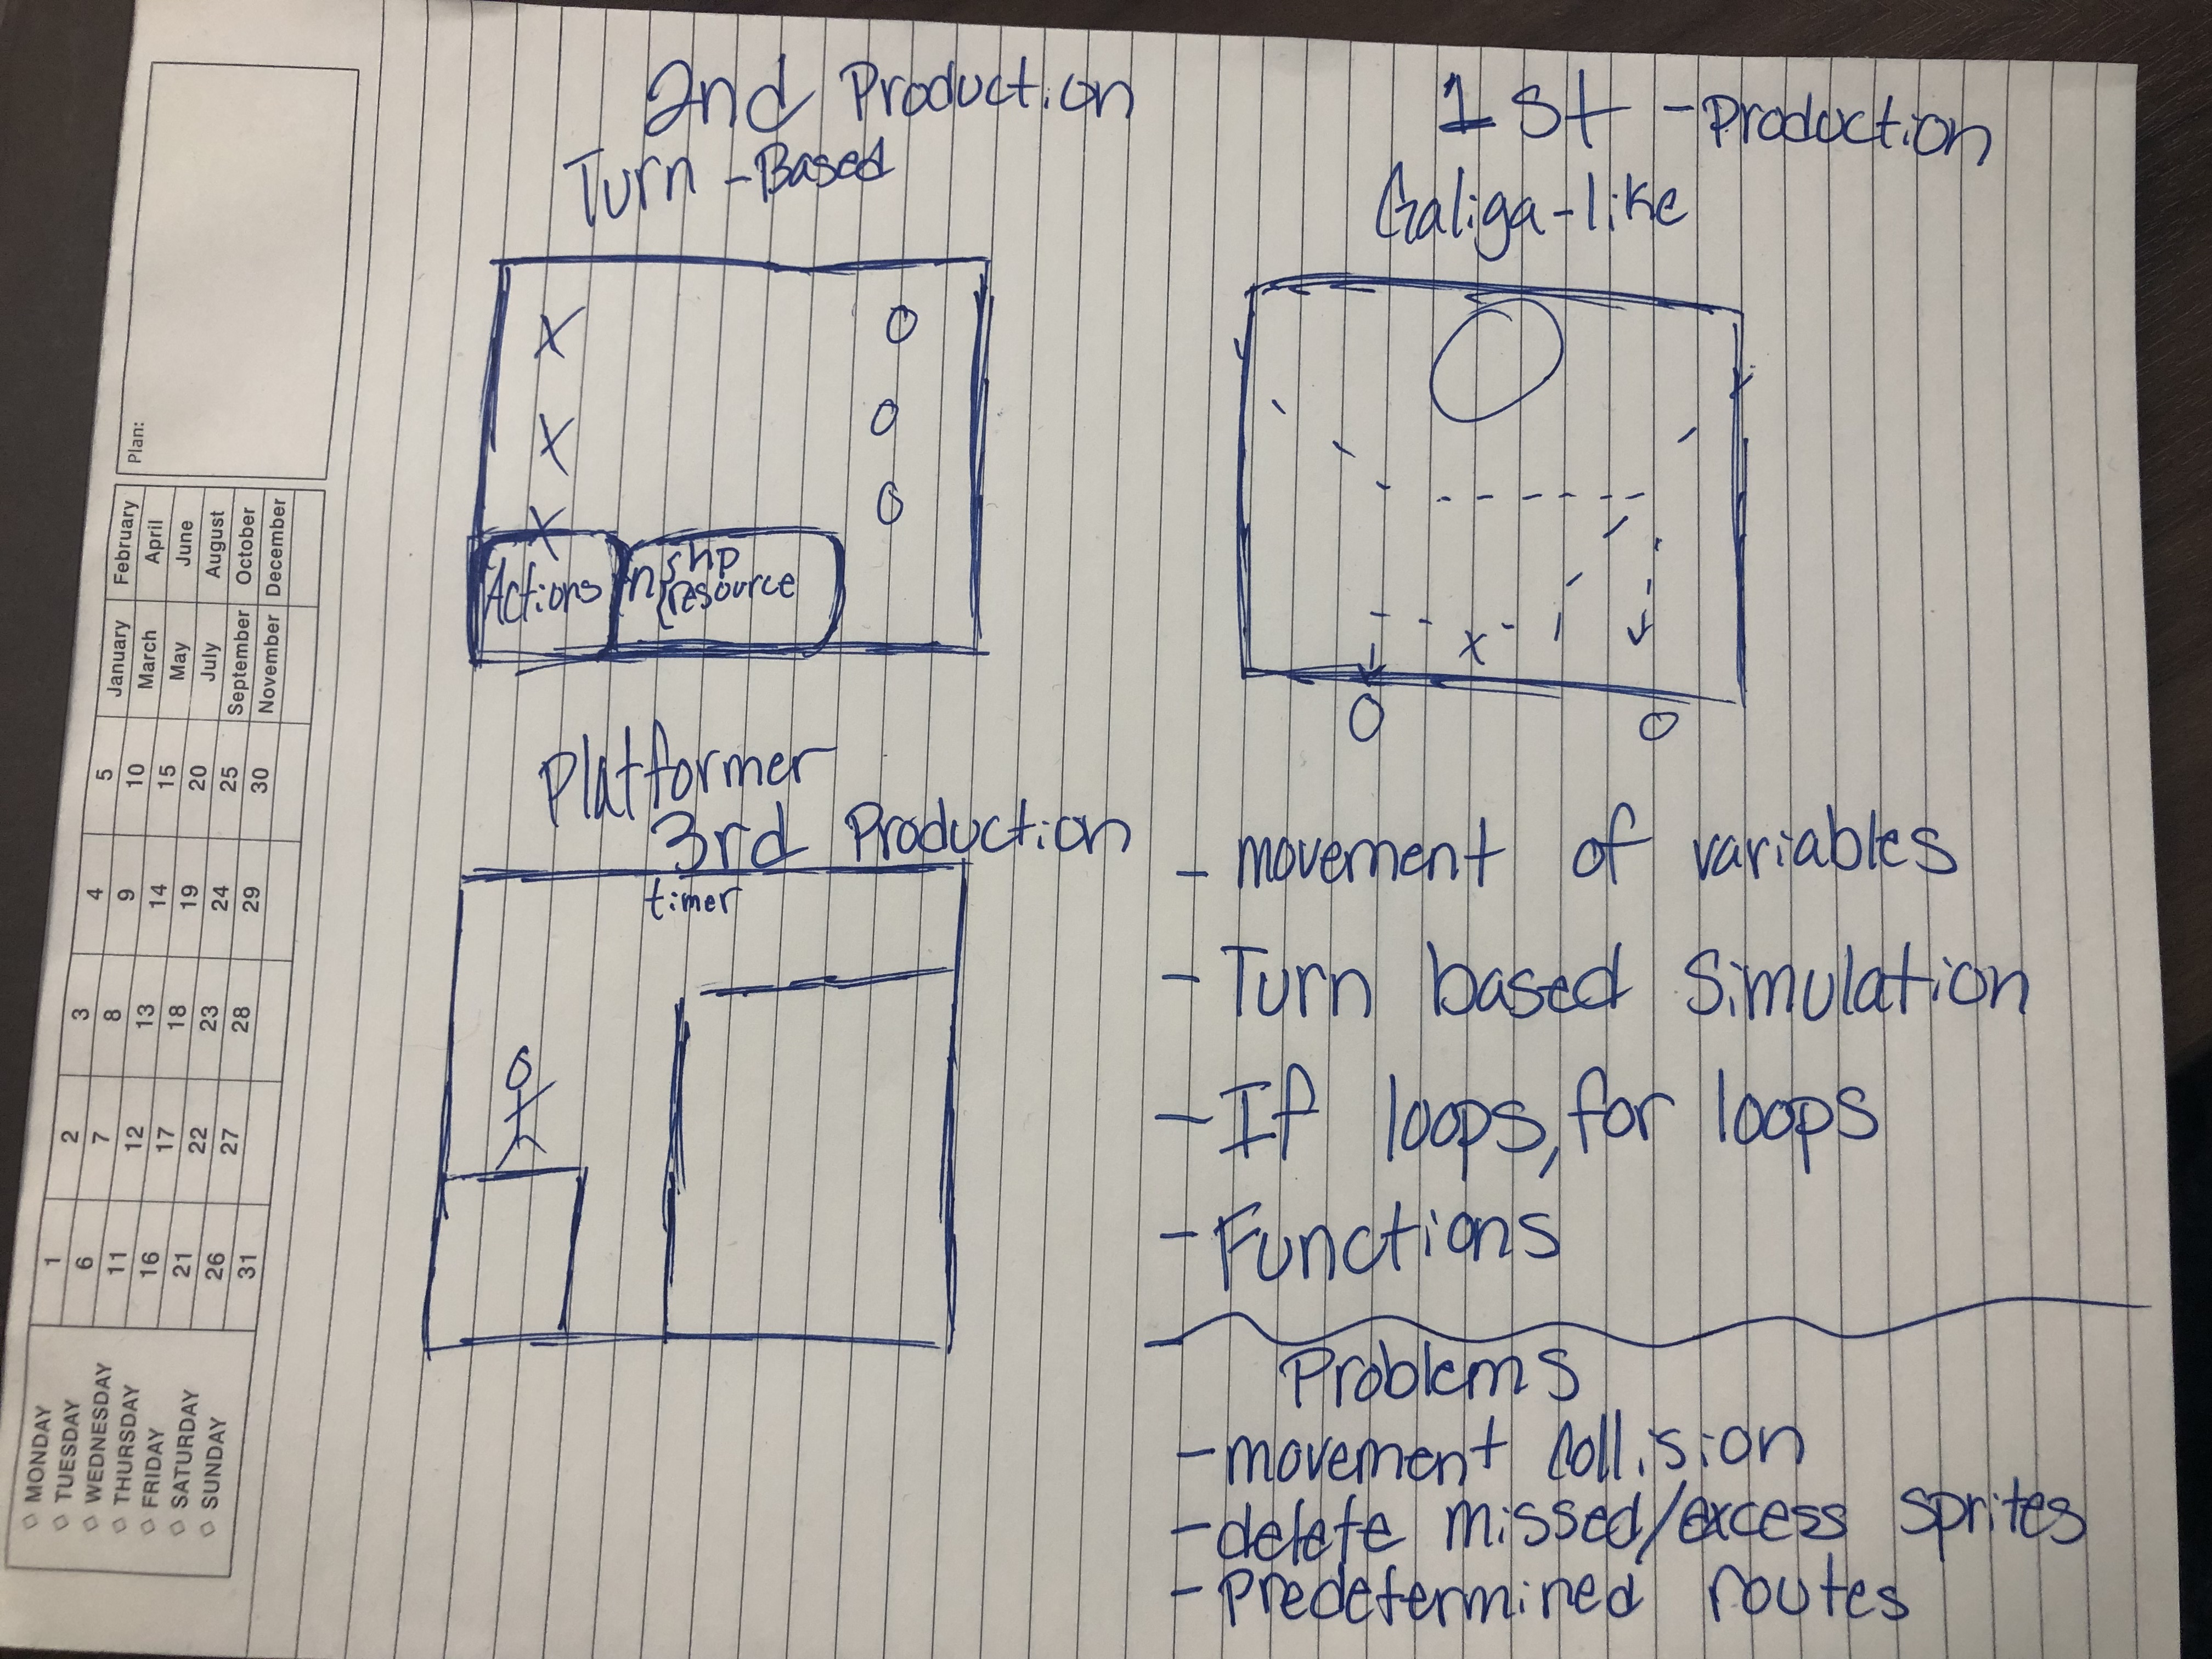 MONDAY
TUESDAY
WEDNESDAY
THURSDAY
FRIDAY
SATURDAY
SUNDAY
1 2 3 4 5
6 7 8 9 10
11 12 13 14 15
16 17 18 19 20
21 22 23 24 25
26 27 28 29 30
31
January February
March April
May June
July August
September October
November December
Plan:
2nd Production
Turn-Based
X O
X O
X O
Actions
HP
resource
Platformer
3rd Production
timer
1st-Production
Galiga-like
- movement of variables
- Turn based Simulation
- If loops, for loops
- Functions
Problems
- movement collision
- delete missed/excess sprites
- Predetermined routes